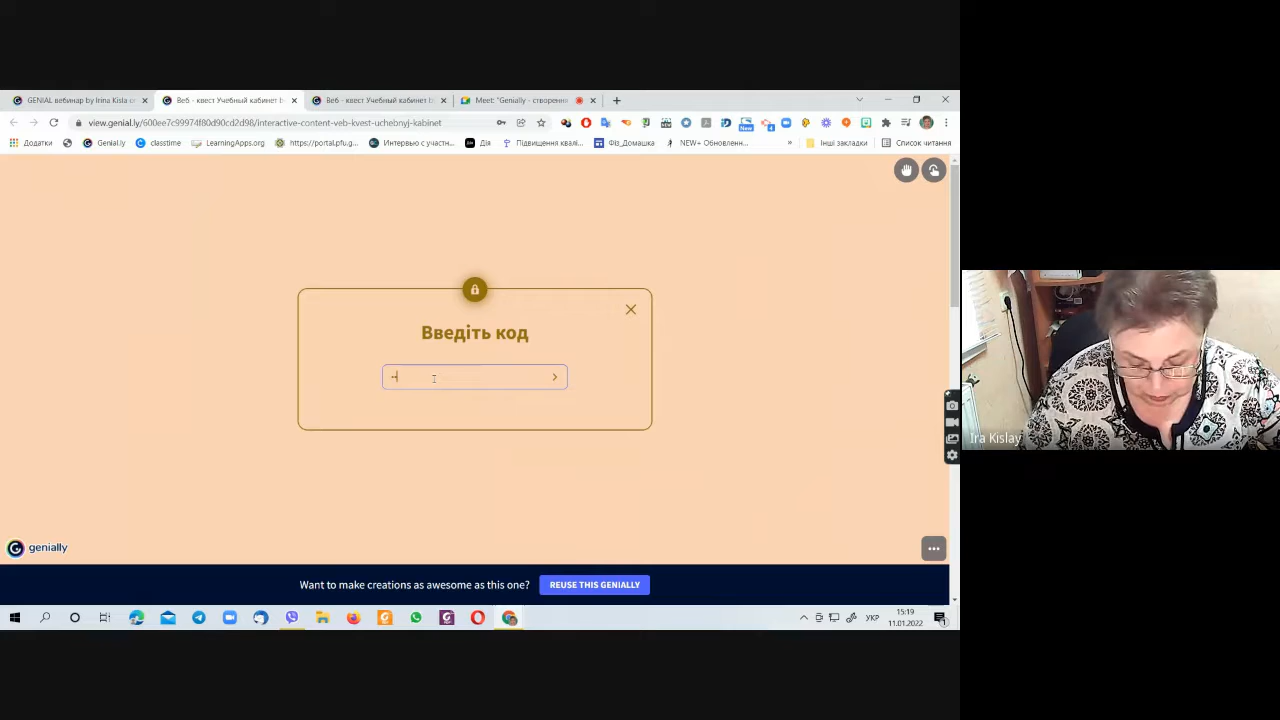 GENIAL вебинар by Irina Kisla on
Веб - квест Учебный кабинет b
Веб - квест Учебный кабинет b
Meet: "Genially - створення
view.genial.ly/600ee7c99974f80d90cd2d98/interactive-content-veb-kvest-uchebnyj-kabinet
Додатки
Genial.ly
classtime
LearningApps.org
https://portal.pfu.g...
Интервью с участн...
Дія
Підвищення квалі...
Фіз_Домашка
NEW+ Обновленн...
»
Інші закладки
Список читання
Введіть код
Ira Kislay
genially
Want to make creations as awesome as this one?
REUSE THIS GENIALLY
УКР
15:19
11.01.2022